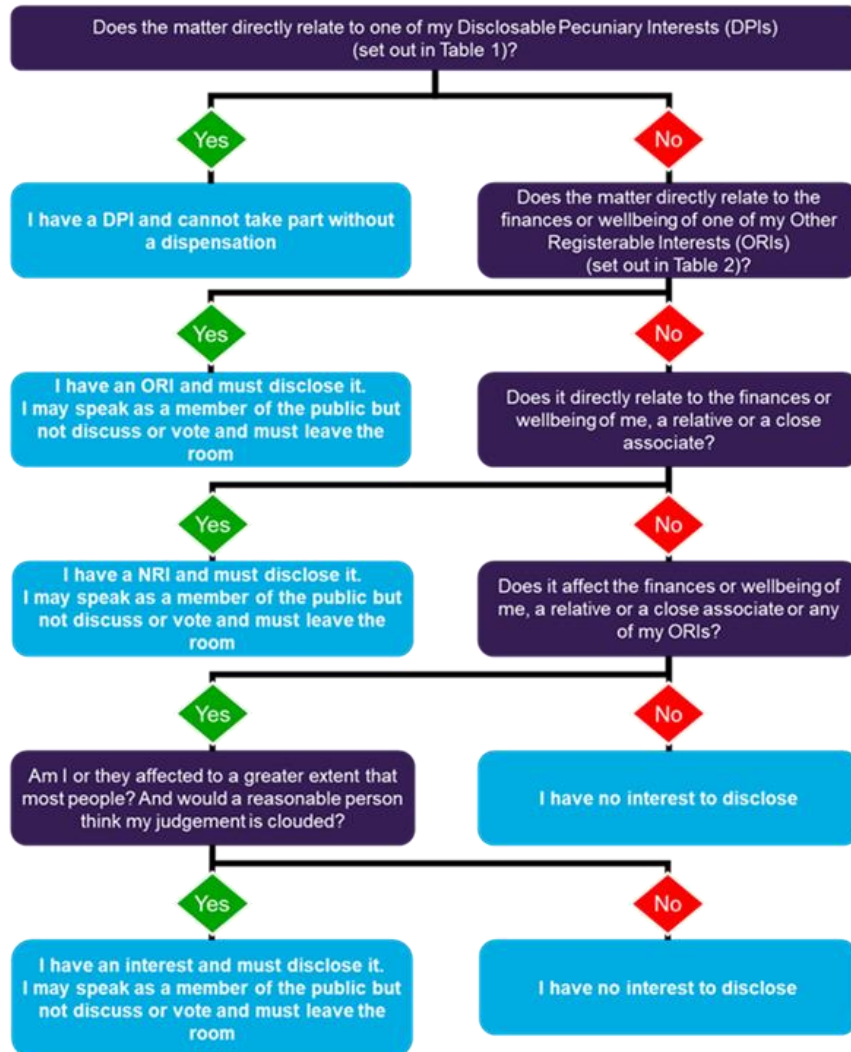 Does the matter directly relate to one of my Disclosable Pecuniary Interests (DPIs)
(set out in Table 1)?
Yes
No
I have a DPI and cannot take part without
a dispensation
Does the matter directly relate to the
finances or wellbeing of one of my Other
Registerable Interests (ORIs)
(set out in Table 2)?
Yes
No
I have an ORI and must disclose it.
I may speak as a member of the public but
not discuss or vote and must leave the
room
Does it directly relate to the finances or
wellbeing of me, a relative or a close
associate?
Yes
No
I have a NRI and must disclose it.
I may speak as a member of the public but
not discuss or vote and must leave the
room
Does it affect the finances or wellbeing of
me, a relative or a close associate or any
of my ORIs?
Yes
No
Am I or they affected to a greater extent that
most people? And would a reasonable person
think my judgement is clouded?
I have no interest to disclose
Yes
No
I have an interest and must disclose it.
I may speak as a member of the public but
not discuss or vote and must leave the
room
I have no interest to disclose